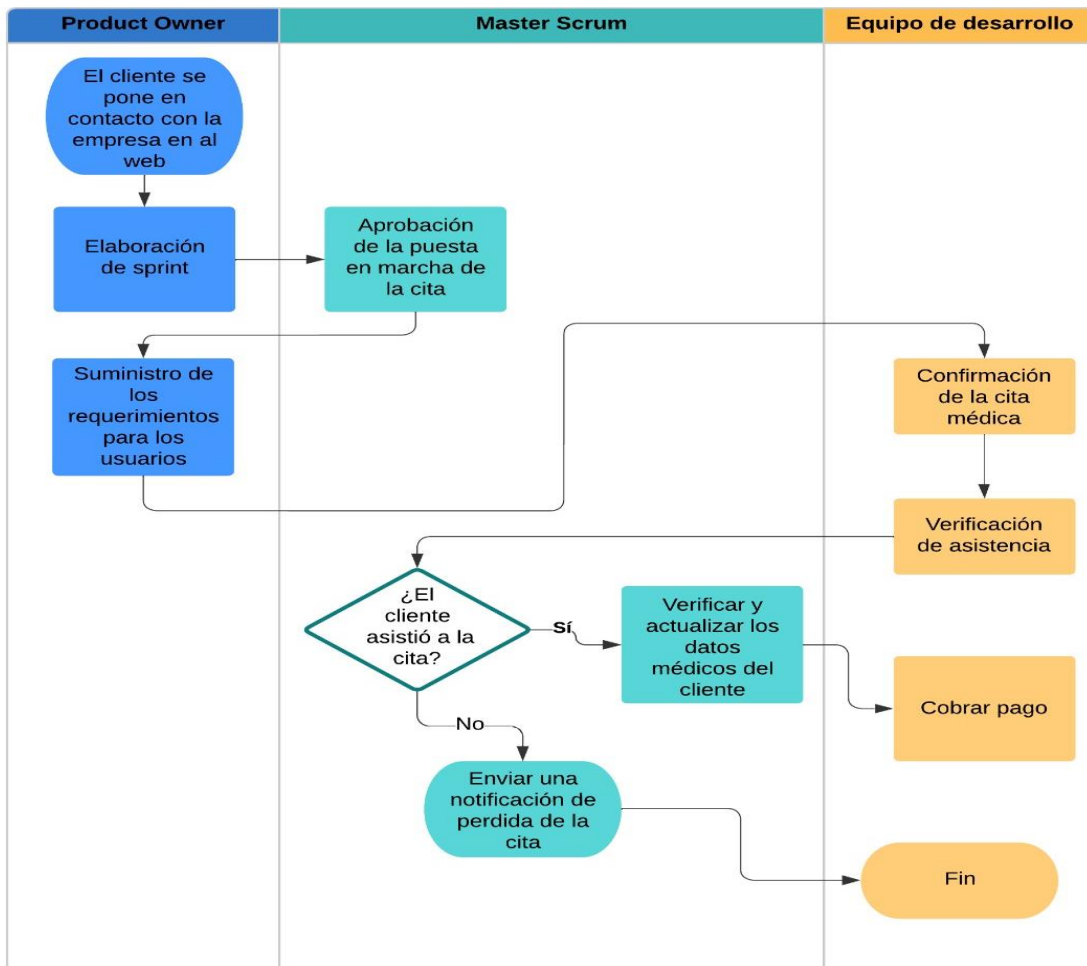 Product Owner
Master Scrum
Equipo de desarrollo
El cliente se
pone en
contacto con la
empresa en al
web
Elaboración
de sprint
Aprobación
de la puesta
en marcha de
la cita
Suministro de
los
requerimientos
para los
usuarios
Confirmación
de la cita
médica
Verificación
de asistencia
¿El
cliente
asistió a la
cita?
Sí
Verificar y
actualizar los
datos
médicos del
cliente
Cobrar pago
No
Enviar una
notificación de
perdida de la
cita
Fin